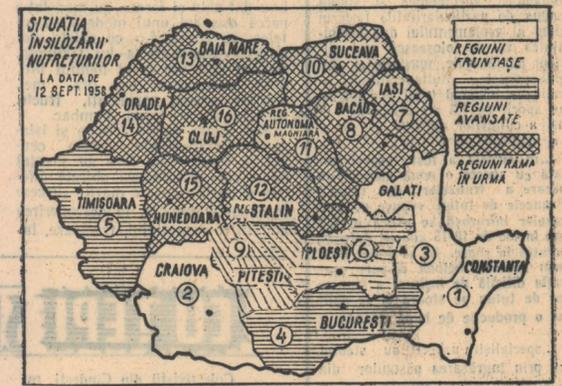 SITUAȚIA
ÎNSILOZĂRII
NUTREȚURILOR
LA DATA DE
12 SEPT. 1958
REGIUNI
FRUNTAȘE
REGIUNI
AVANSATE
REGIUNI RĂMA
ÎN URMĂ
BAIA MARE
13
SUCEAVA
10
IAȘI
7
ORADEA
14
16
CLUJ
REG.
AUTONOMĂ
MAGHIARĂ
11
BACĂU
8
TIMIȘOARA
5
15
HUNEDOARA
12
REG. STALIN
GALAȚI
3
9
PITEȘTI
PLOEȘTI
6
CRAIOVA
2
CONSTANȚA
1
BUCUREȘTI
4